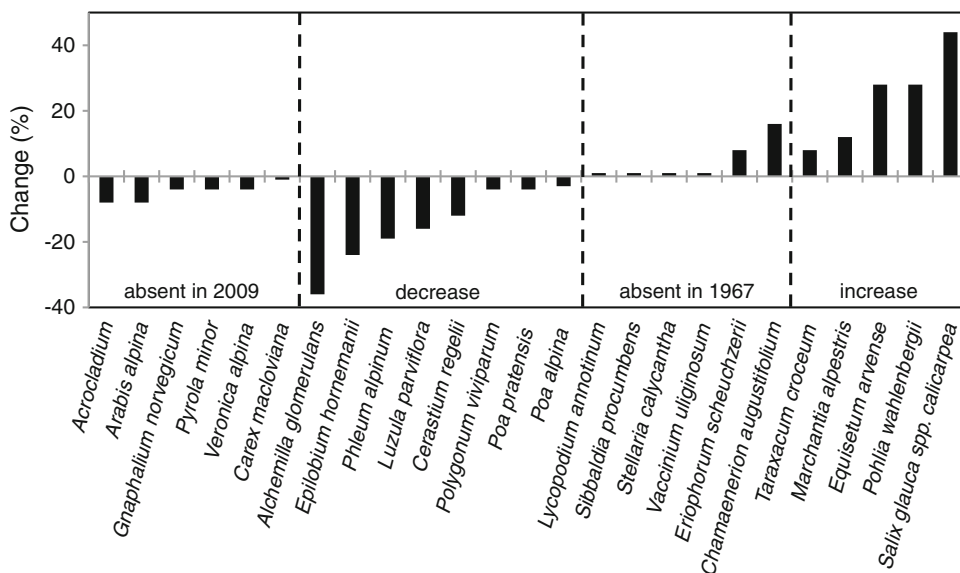 Change (%)
40
20
0
-20
-40
absent in 2009
decrease
absent in 1967
increase
Acrocladium
Arabis alpina
Gnaphalium norvegicum
Pyrola minor
Veronica alpina
Carex macloviana
Alchemilla glomerulans
Epilobium hornemanii
Phleum alpinum
Luzula parviflora
Cerastium regelii
Polygonum viviparum
Poa pratensis
Poa alpina
Lycopodium annotinum
Sibbaldia procumbens
Stellaria calycantha
Vaccinium uliginosum
Eriophorum scheuchzerii
Chamaenerion augustifolium
Taraxacum croceum
Marchantia alpestris
Equisetum arvense
Pohlia wahlenbergii
Salix glauca spp. calicarpea